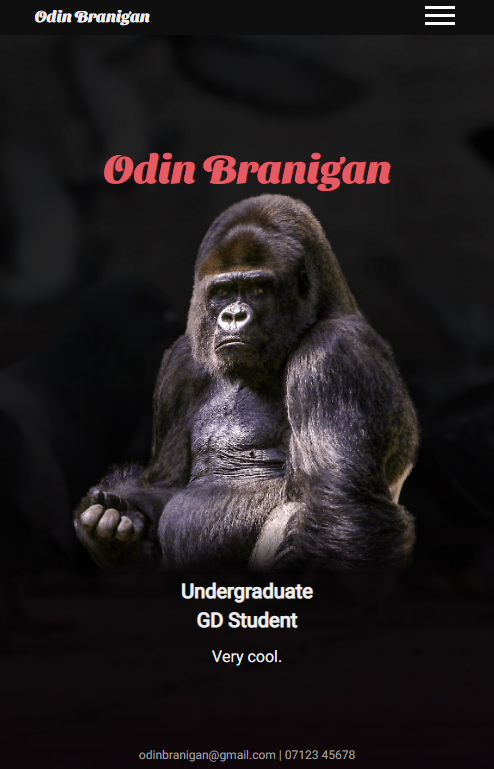 Odin Branigan
Odin Branigan
Undergraduate
GD Student
Very cool.
odinbranigan@gmail.com | 07123 45678